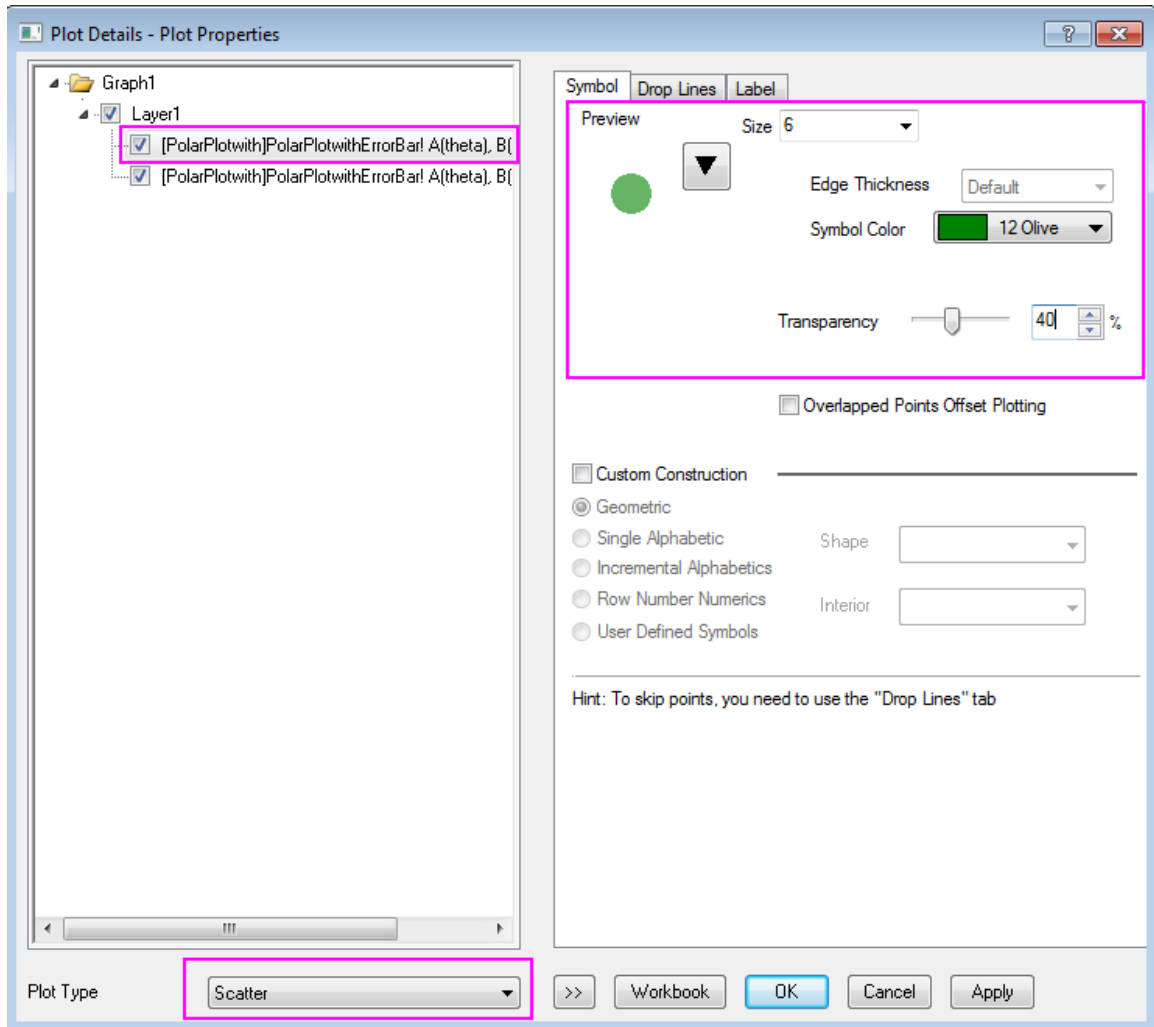 Plot Details - Plot Properties
Graph1
Layer1
[PolarPlotwith]PolarPlotwithErrorBar! A(theta), B(
[PolarPlotwith]PolarPlotwithErrorBar! A(theta), B(
Symbol Drop Lines Label
Preview
Size 6
Edge Thickness Default
Symbol Color 12 Olive
Transparency 40 %
Overlapped Points Offset Plotting
Custom Construction
Geometric
Single Alphabetic
Shape
Incremental Alphabetics
Row Number Numerics
Interior
User Defined Symbols
Hint: To skip points, you need to use the "Drop Lines" tab
Plot Type Scatter >> Workbook OK Cancel Apply